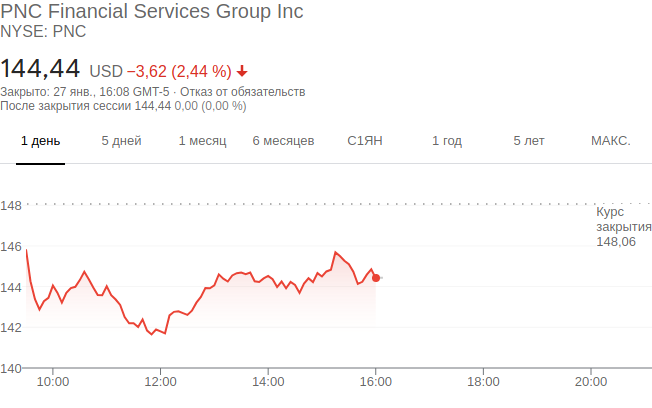 PNC Financial Services Group Inc
NYSE: PNC
144,44 USD −3,62 (2,44 %)
Закрыто: 27 янв., 16:08 GMT-5 · Отказ от обязательств
После закрытия сессии 144,44 0,00 (0,00 %)
1 день 5 дней 1 месяц 6 месяцев С1ЯН 1 год 5 лет МАКС.
148
Курс
закрытия
148,06
146
144
142
140
10:00 12:00 14:00 16:00 18:00 20:00